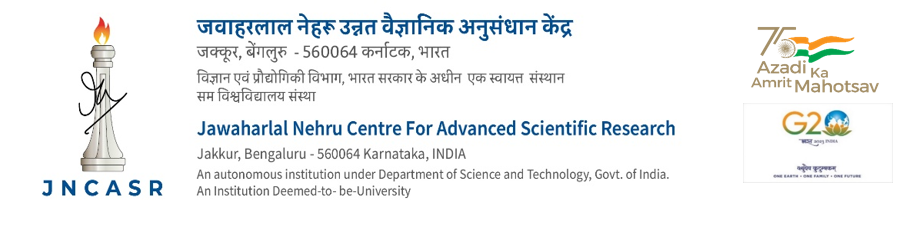 जवाहरलाल नेहरू उन्नत वैज्ञानिक अनुसंधान केंद्र
जक्कूर, बेंगलुरु - 560064 कर्नाटक, भारत
विज्ञान एवं प्रौद्योगिकी विभाग, भारत सरकार के अधीन एक स्वायत्त संस्थान
सम विश्वविद्यालय संस्था
Jawaharlal Nehru Centre For Advanced Scientific Research
Jakkur, Bengaluru - 560064 Karnataka, INDIA
An autonomous institution under Department of Science and Technology, Govt. of India.
An Institution Deemed-to- be-University
JNCASR
75
Azadi Ka
Amrit Mahotsav
G20
भारत 2023 INDIA
वसुधैव कुटुम्बकम्
ONE EARTH • ONE FAMILY • ONE FUTURE